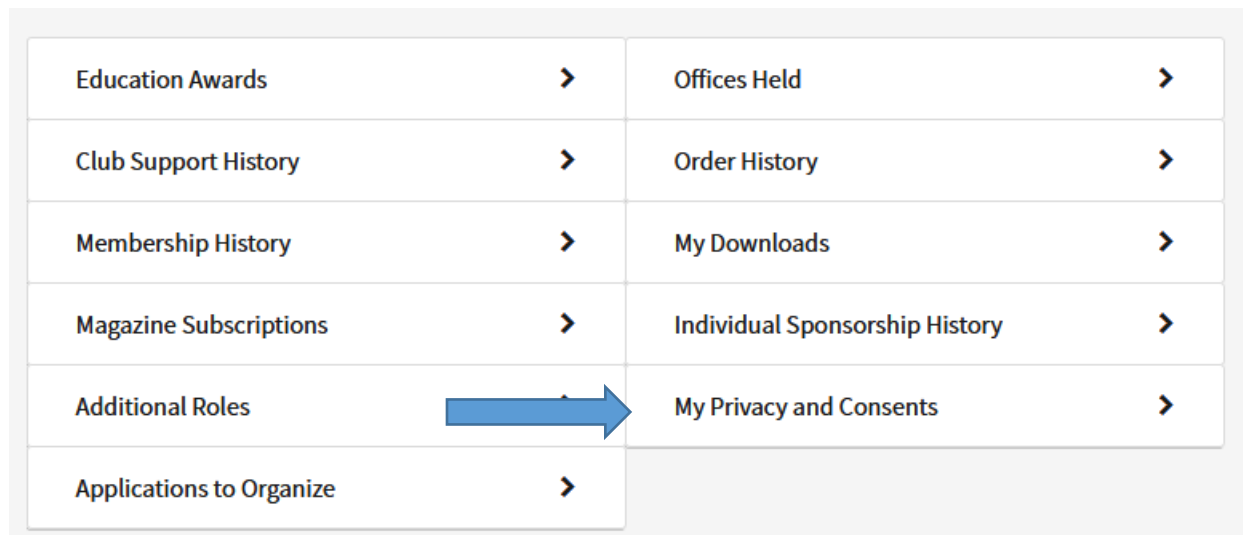 Education Awards
Offices Held
Club Support History
Order History
Membership History
My Downloads
Magazine Subscriptions
Individual Sponsorship History
Additional Roles
My Privacy and Consents
Applications to Organize